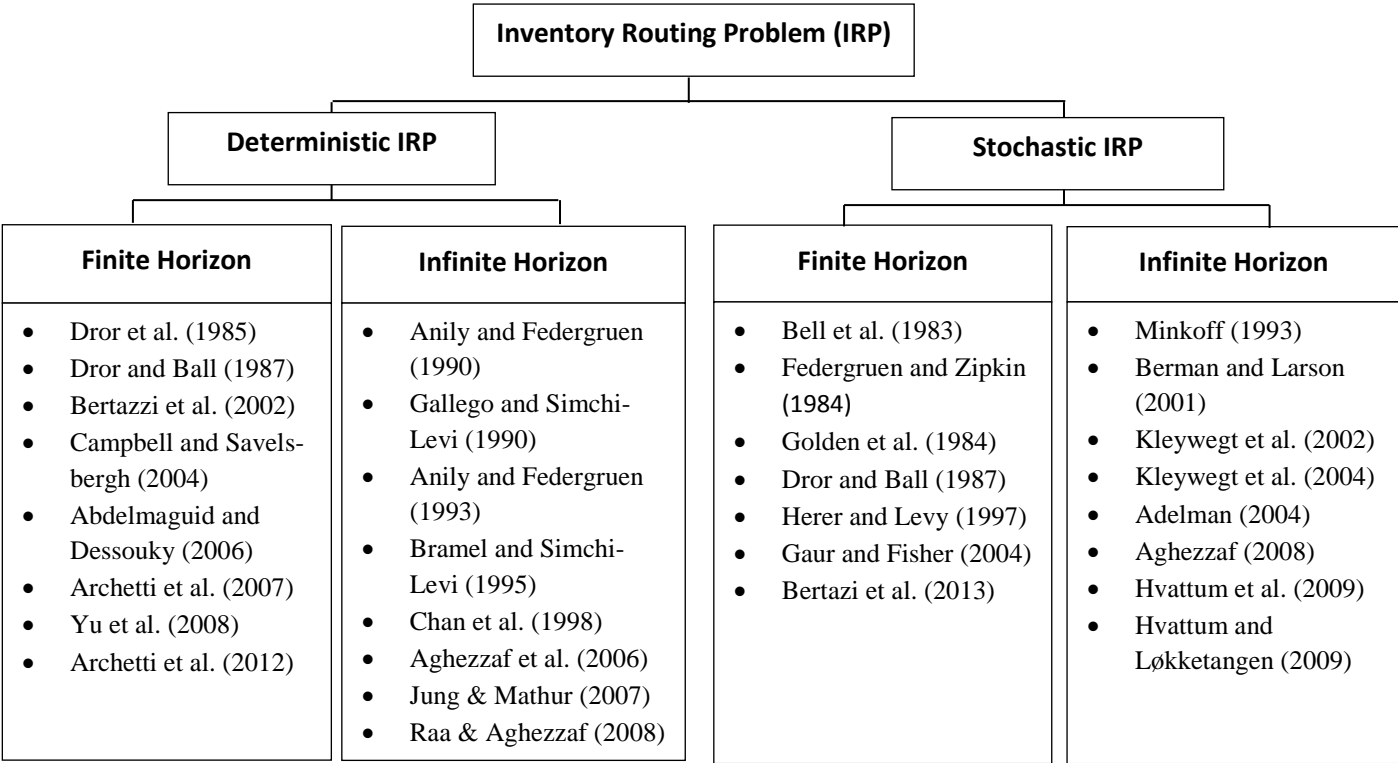 Inventory Routing Problem (IRP)
Deterministic IRP
Stochastic IRP
Finite Horizon
• Dror et al. (1985)
• Dror and Ball (1987)
• Bertazzi et al. (2002)
• Campbell and Savels-
bergh (2004)
• Abdelmaguid and
Dessouky (2006)
• Archetti et al. (2007)
• Yu et al. (2008)
• Archetti et al. (2012)
Infinite Horizon
• Anily and Federgruen
(1990)
• Gallego and Simchi-
Levi (1990)
• Anily and Federgruen
(1993)
• Bramel and Simchi-
Levi (1995)
• Chan et al. (1998)
• Aghezzaf et al. (2006)
• Jung & Mathur (2007)
• Raa & Aghezzaf (2008)
Finite Horizon
• Bell et al. (1983)
• Federgruen and Zipkin
(1984)
• Golden et al. (1984)
• Dror and Ball (1987)
• Herer and Levy (1997)
• Gaur and Fisher (2004)
• Bertazi et al. (2013)
Infinite Horizon
• Minkoff (1993)
• Berman and Larson
(2001)
• Kleywegt et al. (2002)
• Kleywegt et al. (2004)
• Adelman (2004)
• Aghezzaf (2008)
• Hvattum et al. (2009)
• Hvattum and
Løkketangen (2009)